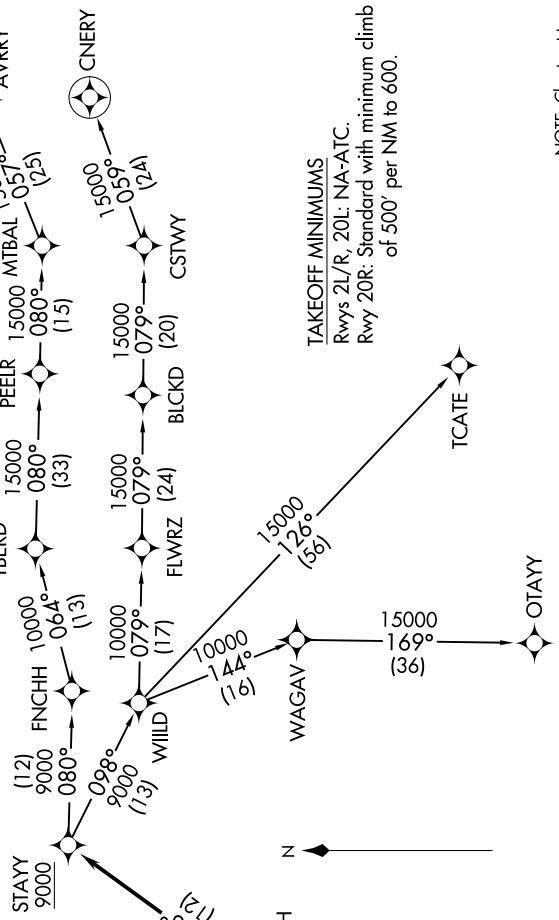 CNERY
15000
059°
(24)
057°
(25)
MTBAL
15000
080°
(15)
CSTWY
15000
079°
(20)
PEELR
15000
080°
(33)
BLCKD
15000
079°
(24)
FLWRZ
10000
064°
(13)
10000
079°
(17)
FNCHH
(12)
9000
080°
WIILD
098°
9000
(13)
STAYY
9000
(12)
10000
144°
(16)
WAGAV
15000
126°
(56)
TCATE
15000
169°
(36)
OTAYY
N
TAKEOFF MINIMUMS
Rwys 2L/R, 20L: NA-ATC.
Rwy 20R: Standard with minimum climb
of 500' per NM to 600.